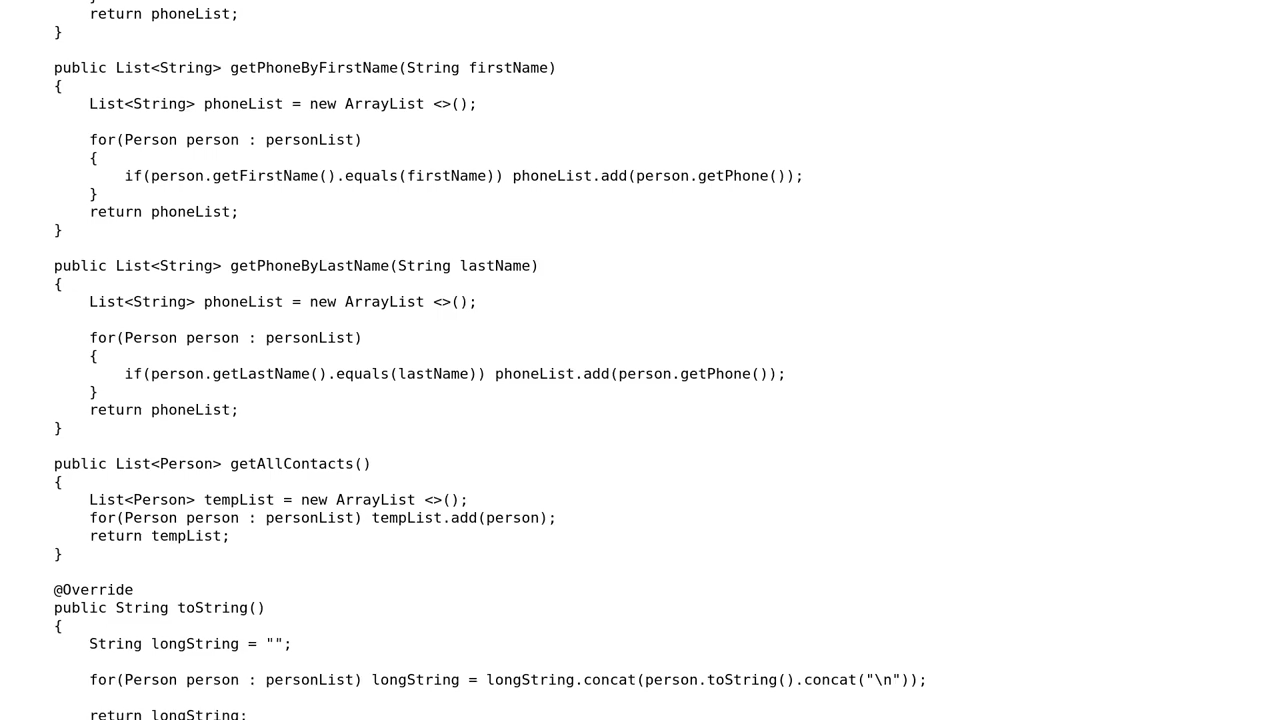 }
return phoneList;
}
public List<String> getPhoneByFirstName(String firstName)
{
List<String> phoneList = new ArrayList <>();
for(Person person : personList)
{
if(person.getFirstName().equals(firstName)) phoneList.add(person.getPhone());
}
return phoneList;
}
public List<String> getPhoneByLastName(String lastName)
{
List<String> phoneList = new ArrayList <>();
for(Person person : personList)
{
if(person.getLastName().equals(lastName)) phoneList.add(person.getPhone());
}
return phoneList;
}
public List<Person> getAllContacts()
{
List<Person> tempList = new ArrayList <>();
for(Person person : personList) tempList.add(person);
return tempList;
}
@Override
public String toString()
{
String longString = "";
for(Person person : personList) longString = longString.concat(person.toString().concat("\n"));
return longString;